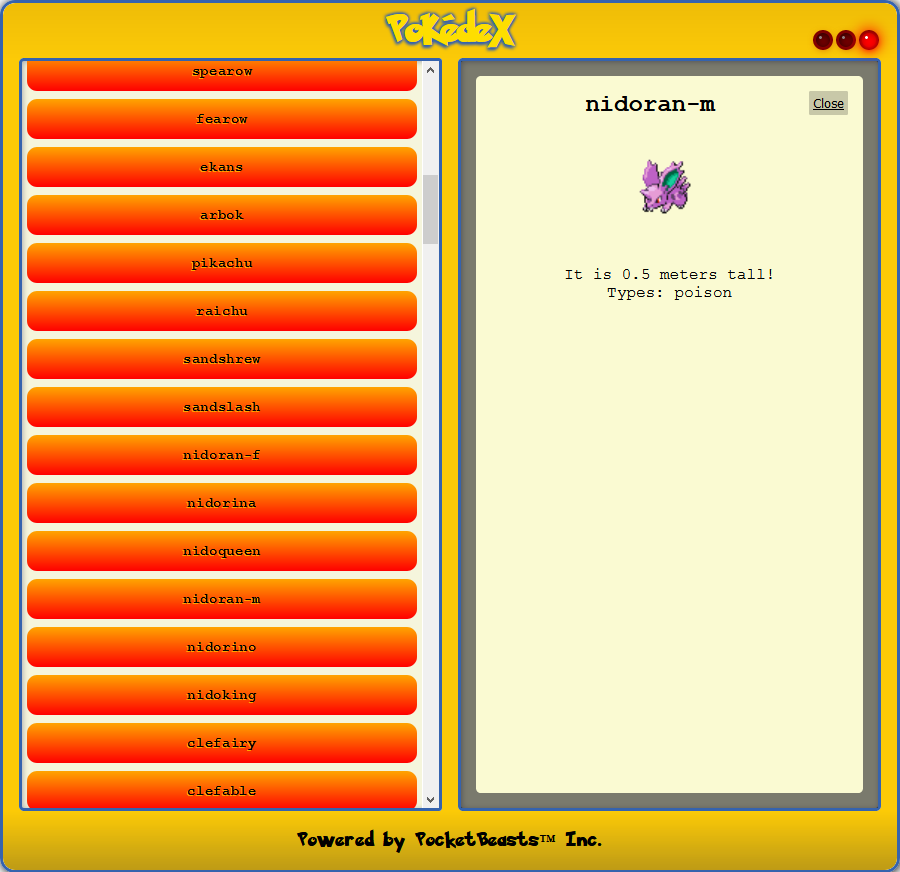 PoKédeX
spearow
fearow
ekans
arbok
pikachu
raichu
sandshrew
sandslash
nidoran-f
nidorina
nidoqueen
nidoran-m
nidorino
nidoking
clefairy
clefable
nidoran-m
Close
It is 0.5 meters tall!
Types: poison
Powered by PocketBeasts™ Inc.